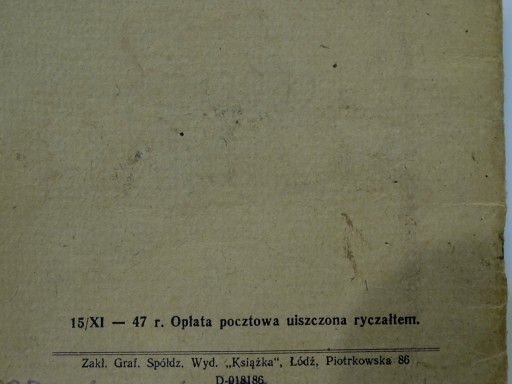 15/XI — 47 r. Opłata pocztowa uiszczona ryczałtem.
Zakł. Graf. Spółdz. Wyd. „Książka", Łódź, Piotrkowska 86
D-018186.